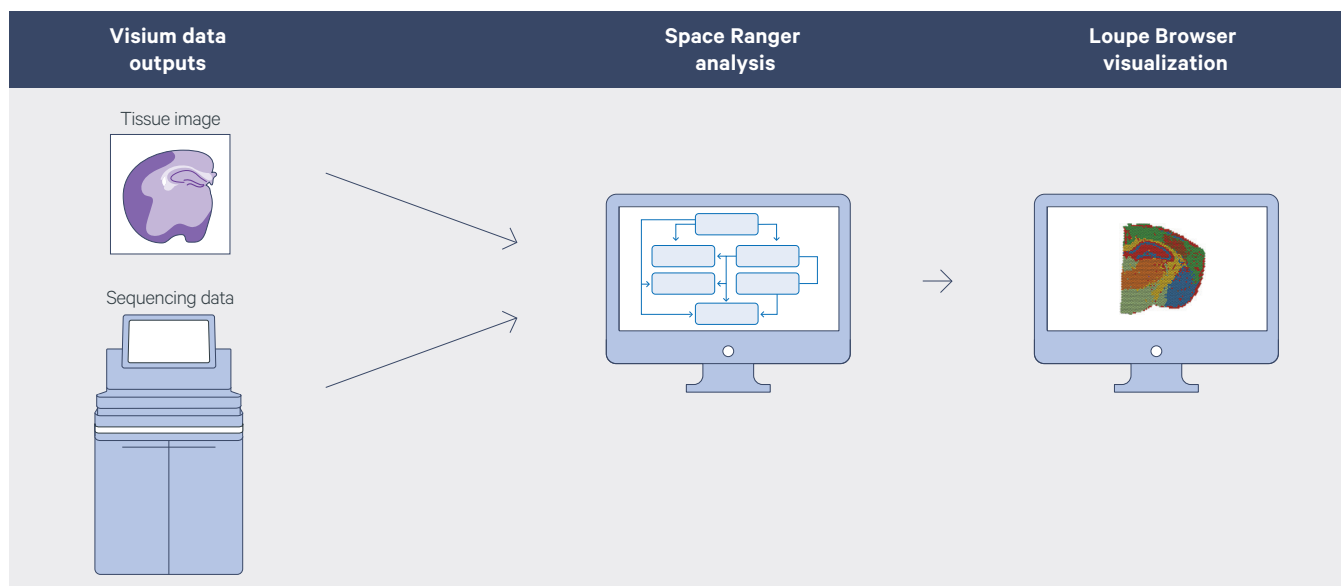 Visium data
outputs
Space Ranger
analysis
Loupe Browser
visualization
Tissue image
Sequencing data